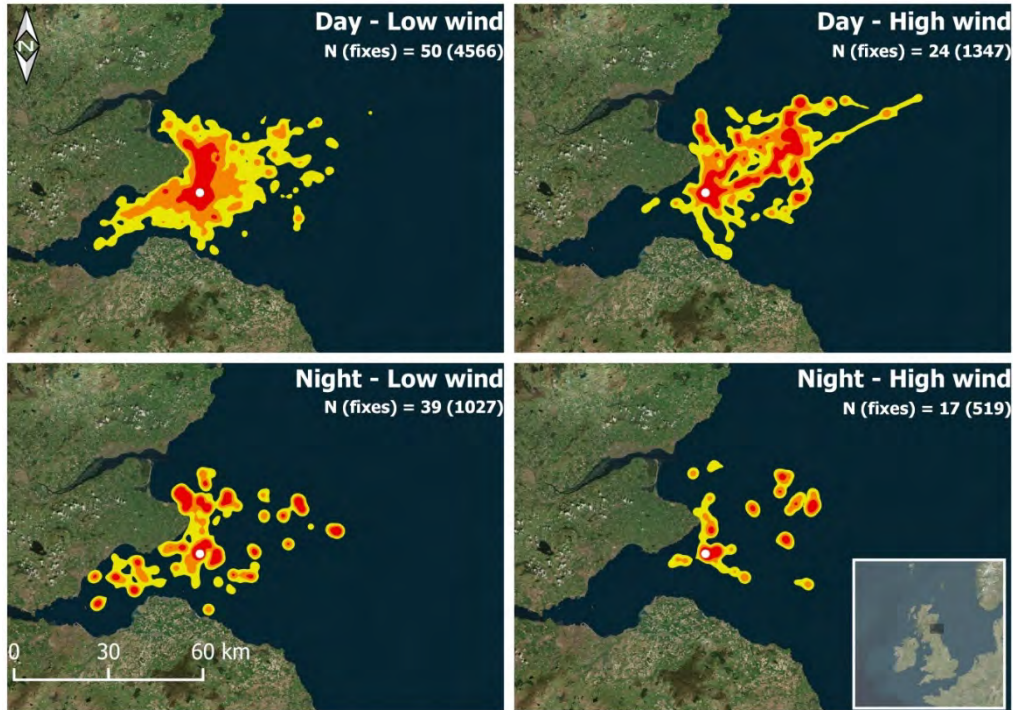 N
Day - Low wind
N (fixes) = 50 (4566)
Day - High wind
N (fixes) = 24 (1347)
Night - Low wind
N (fixes) = 39 (1027)
Night - High wind
N (fixes) = 17 (519)
0 30 60 km